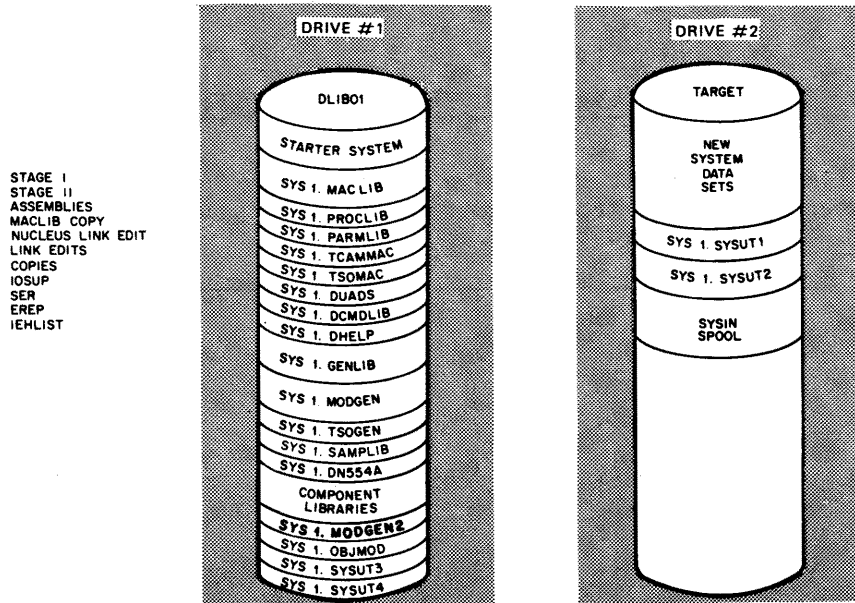 STAGE I
STAGE II
ASSEMBLIES
MACLIB COPY
NUCLEUS LINK EDIT
LINK EDITS
COPIES
IOSUP
SER
EREP
IEHLIST
DRIVE #1
DLIB01
STARTER SYSTEM
SYS 1. MACLIB
SYS 1. PROCLIB
SYS 1. PARMLIB
SYS 1. TCAMMAC
SYS 1. TSOMAC
SYS 1. DUADS
SYS 1. DCMDLIB
SYS 1. DHELP
SYS 1. GENLIB
SYS 1. MODGEN
SYS 1. TSOGEN
SYS 1. SAMPLIB
SYS 1. DN554A
COMPONENT
LIBRARIES
SYS 1. MODGEN2
SYS 1. OBJMOD
SYS 1. SYSUT3
SYS 1. SYSUT4
DRIVE #2
TARGET
NEW
SYSTEM
DATA
SETS
SYS 1. SYSUT1
SYS 1. SYSUT2
SYSIN
SPOOL